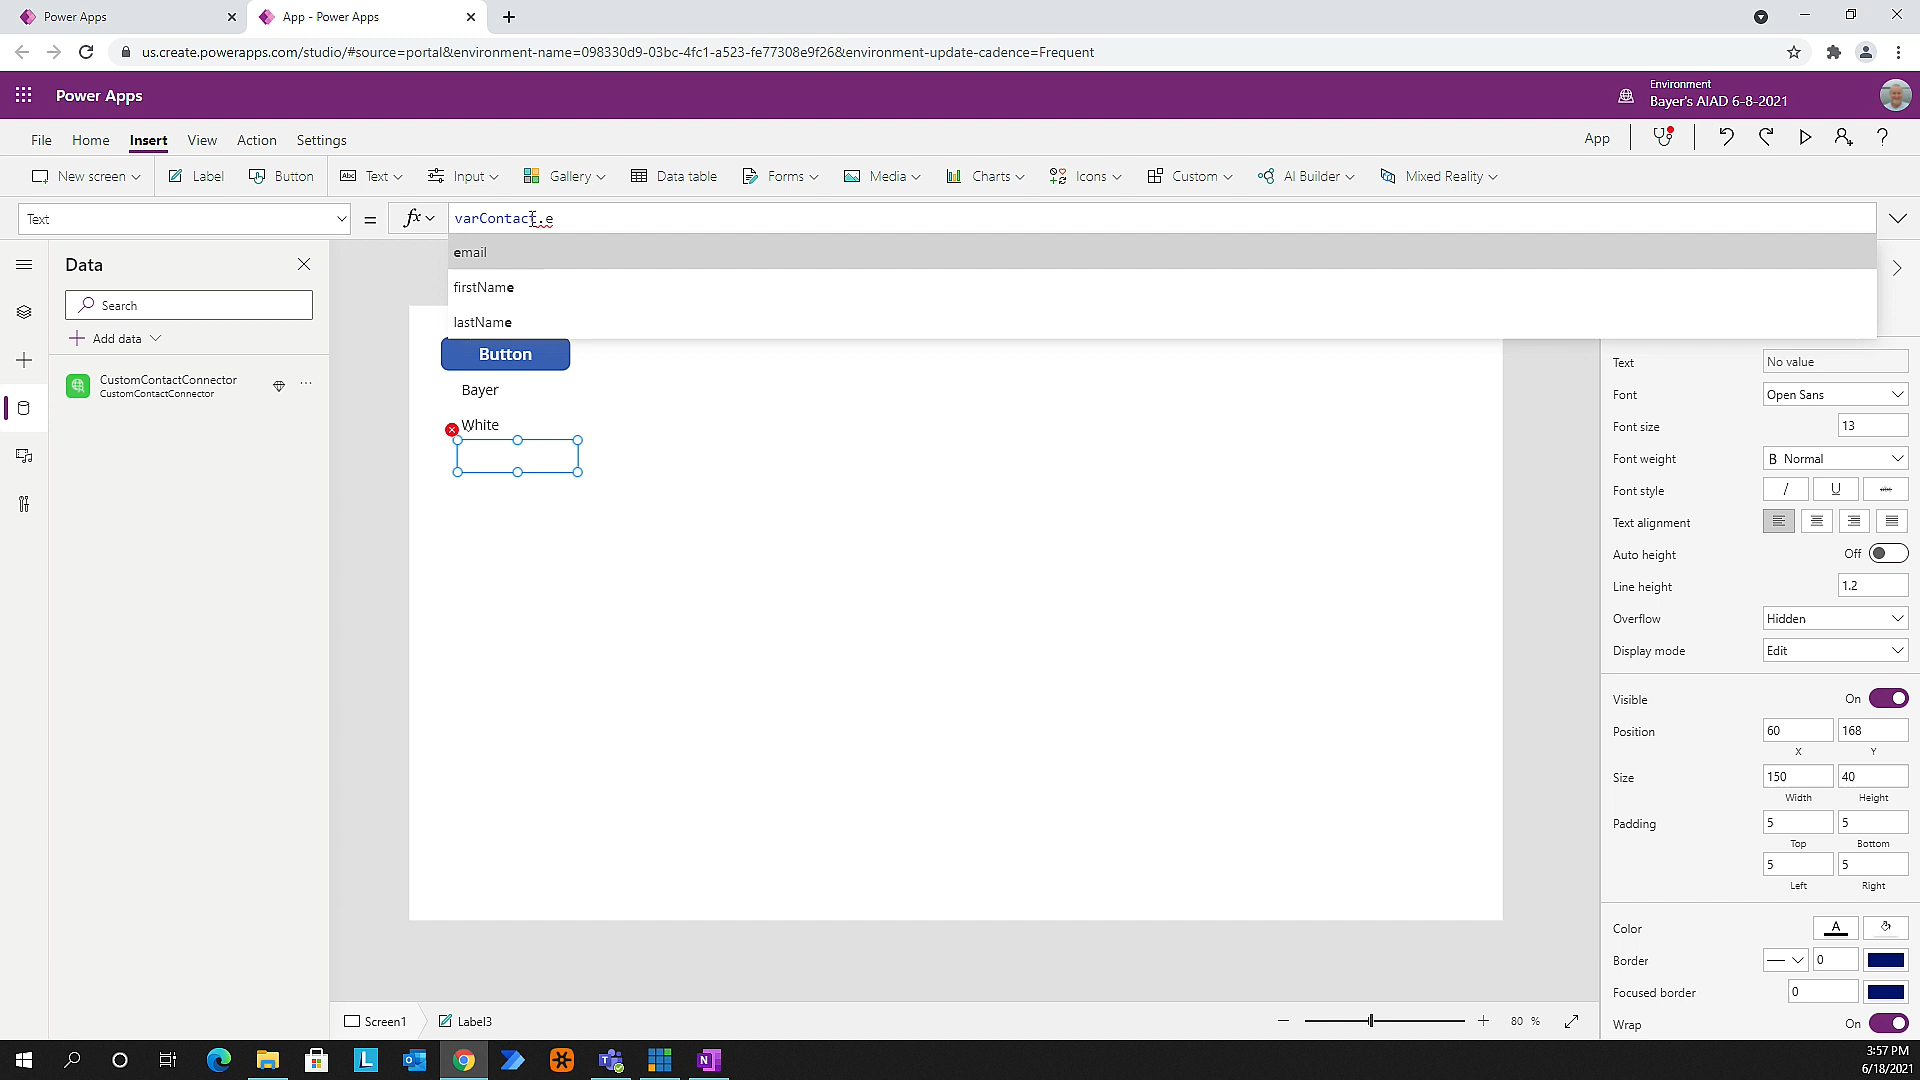 Power Apps
App - Power Apps
us.create.powerapps.com/studio/#source=portal&environment-name=098330d9-03bc-4fc1-a523-fe77308e9f26&environment-update-cadence=Frequent
Power Apps
Environment
Bayer's AIAD 6-8-2021
File Home Insert View Action Settings
App
New screen Label Button Text Input Gallery Data table Forms Media Charts Icons Custom AI Builder Mixed Reality
Text = fx varContact.e
email
firstName
lastName
Data
Search
Add data
CustomContactConnector
CustomContactConnector
Button
Bayer
White
Text No value
Font Open Sans
Font size 13
Font weight B Normal
Font style / U abc
Text alignment
Auto height Off
Line height 1.2
Overflow Hidden
Display mode Edit
Visible On
Position 60 168
X Y
Size 150 40
Width Height
Padding 5 5
Top Bottom
5 5
Left Right
Color A
Border 0
Focused border 0
Wrap On
Screen1 Label3
80 %
3:57 PM
6/18/2021